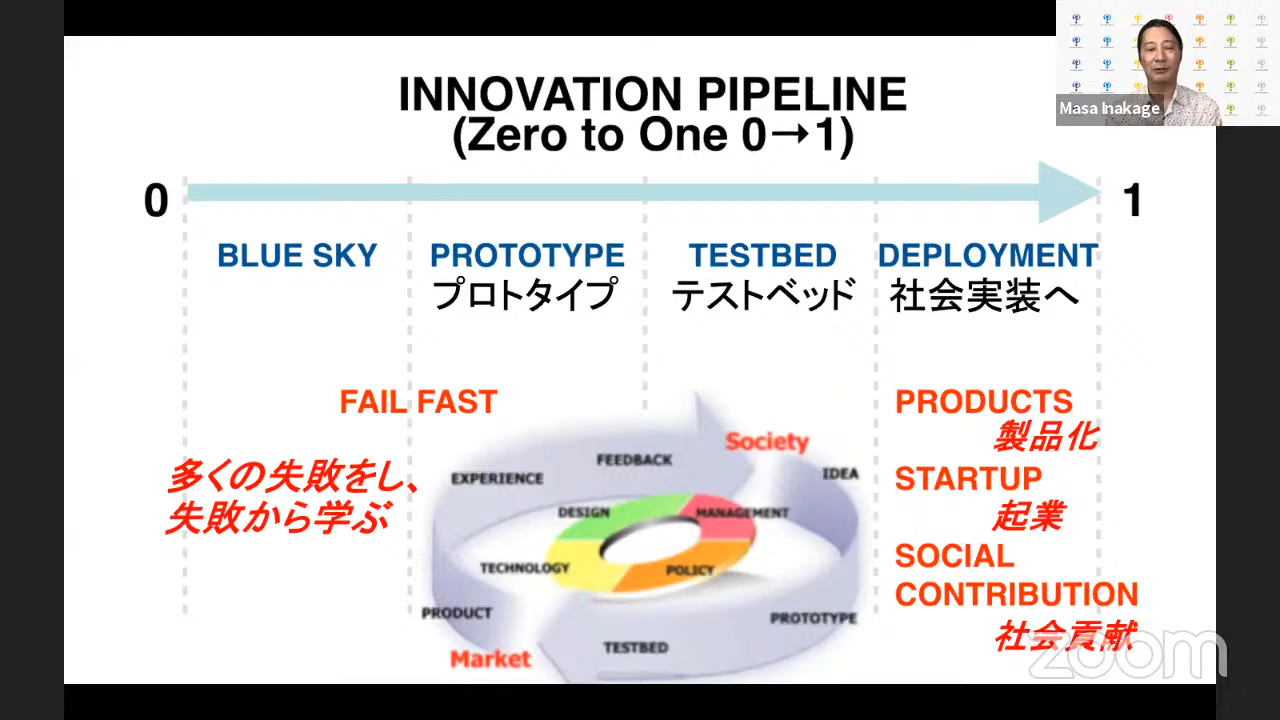 INNOVATION PIPELINE
(Zero to One 0→1)
Masa Inakage
0
1
BLUE SKY
PROTOTYPE
プロトタイプ
TESTBED
テストベッド
DEPLOYMENT
社会実装へ
FAIL FAST
多くの失敗をし、
失敗から学ぶ
Society
FEEDBACK
EXPERIENCE
IDEA
DESIGN
MANAGEMENT
TECHNOLOGY
POLICY
PRODUCT
PROTOTYPE
TESTBED
Market
PRODUCTS
製品化
STARTUP
起業
SOCIAL
CONTRIBUTION
社会貢献
zoom